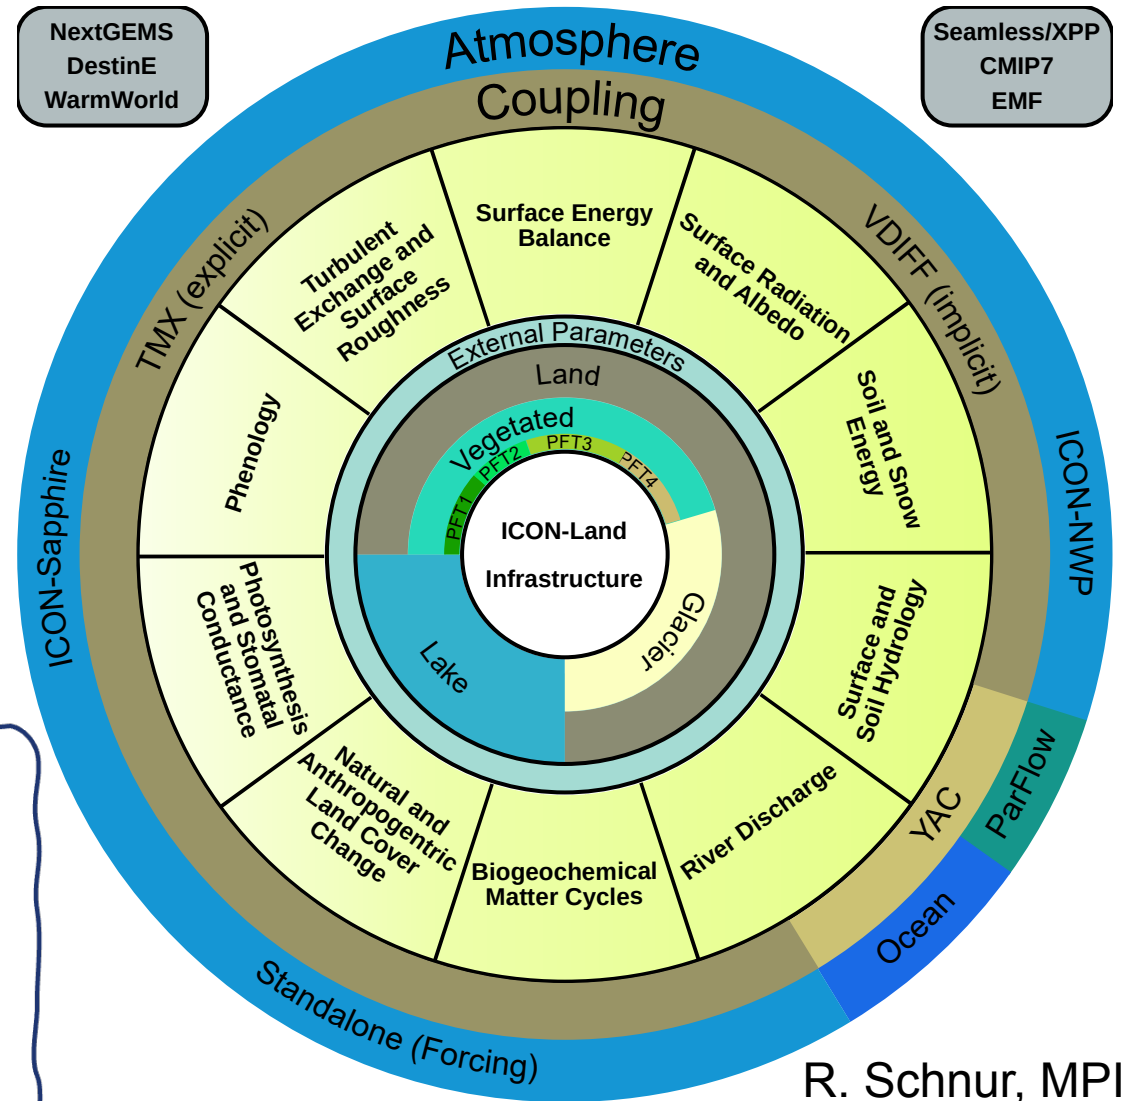 NextGEMS
DestinE
WarmWorld
Seamless/XPP
CMIP7
EMF
Atmosphere
Coupling
TMX (explicit)
VDIFF (implicit)
ICON-Sapphire
ICON-NWP
Surface Energy
Balance
Surface Radiation
and Albedo
Soil and Snow
Energy
Surface and
Soil Hydrology
River Discharge
Biogeochemical
Matter Cycles
Natural and
Anthropogentric
Land Cover
Change
Photosynthesis
and Stomatal
Conductance
Phenology
Turbulent
Exchange and
Surface
Roughness
External Parameters
Land
Vegetated
PFT1
PFT2
PFT3
PFT4
ICON-Land
Infrastructure
Glacier
Lake
YAC
ParFlow
Ocean
Standalone (Forcing)
R. Schnur, MPI